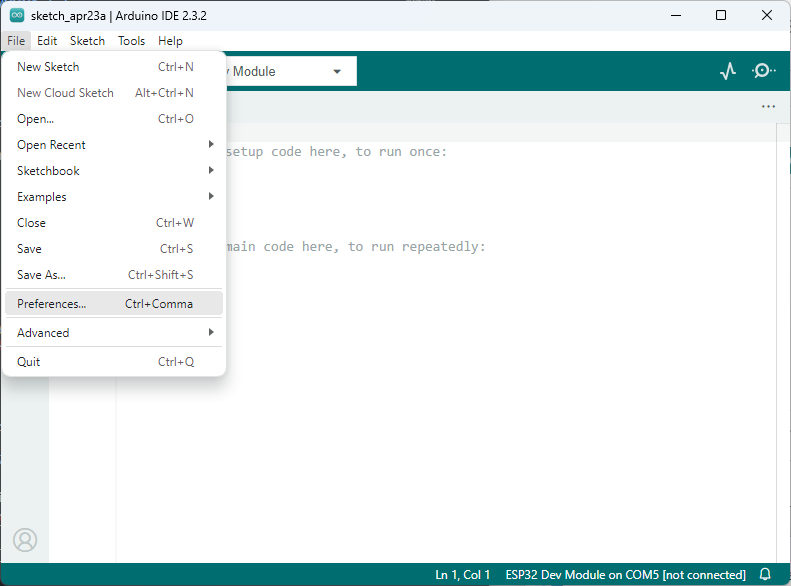 sketch_apr23a | Arduino IDE 2.3.2
File Edit Sketch Tools Help
New Sketch Ctrl+N
Module
New Cloud Sketch Alt+Ctrl+N
Open... Ctrl+O
Open Recent
setup code here, to run once:
Sketchbook
Examples
Close Ctrl+W
Save Ctrl+S
main code here, to run repeatedly:
Save As... Ctrl+Shift+S
Preferences... Ctrl+Comma
Advanced
Quit Ctrl+Q
Ln 1, Col 1 ESP32 Dev Module on COM5 [not connected]